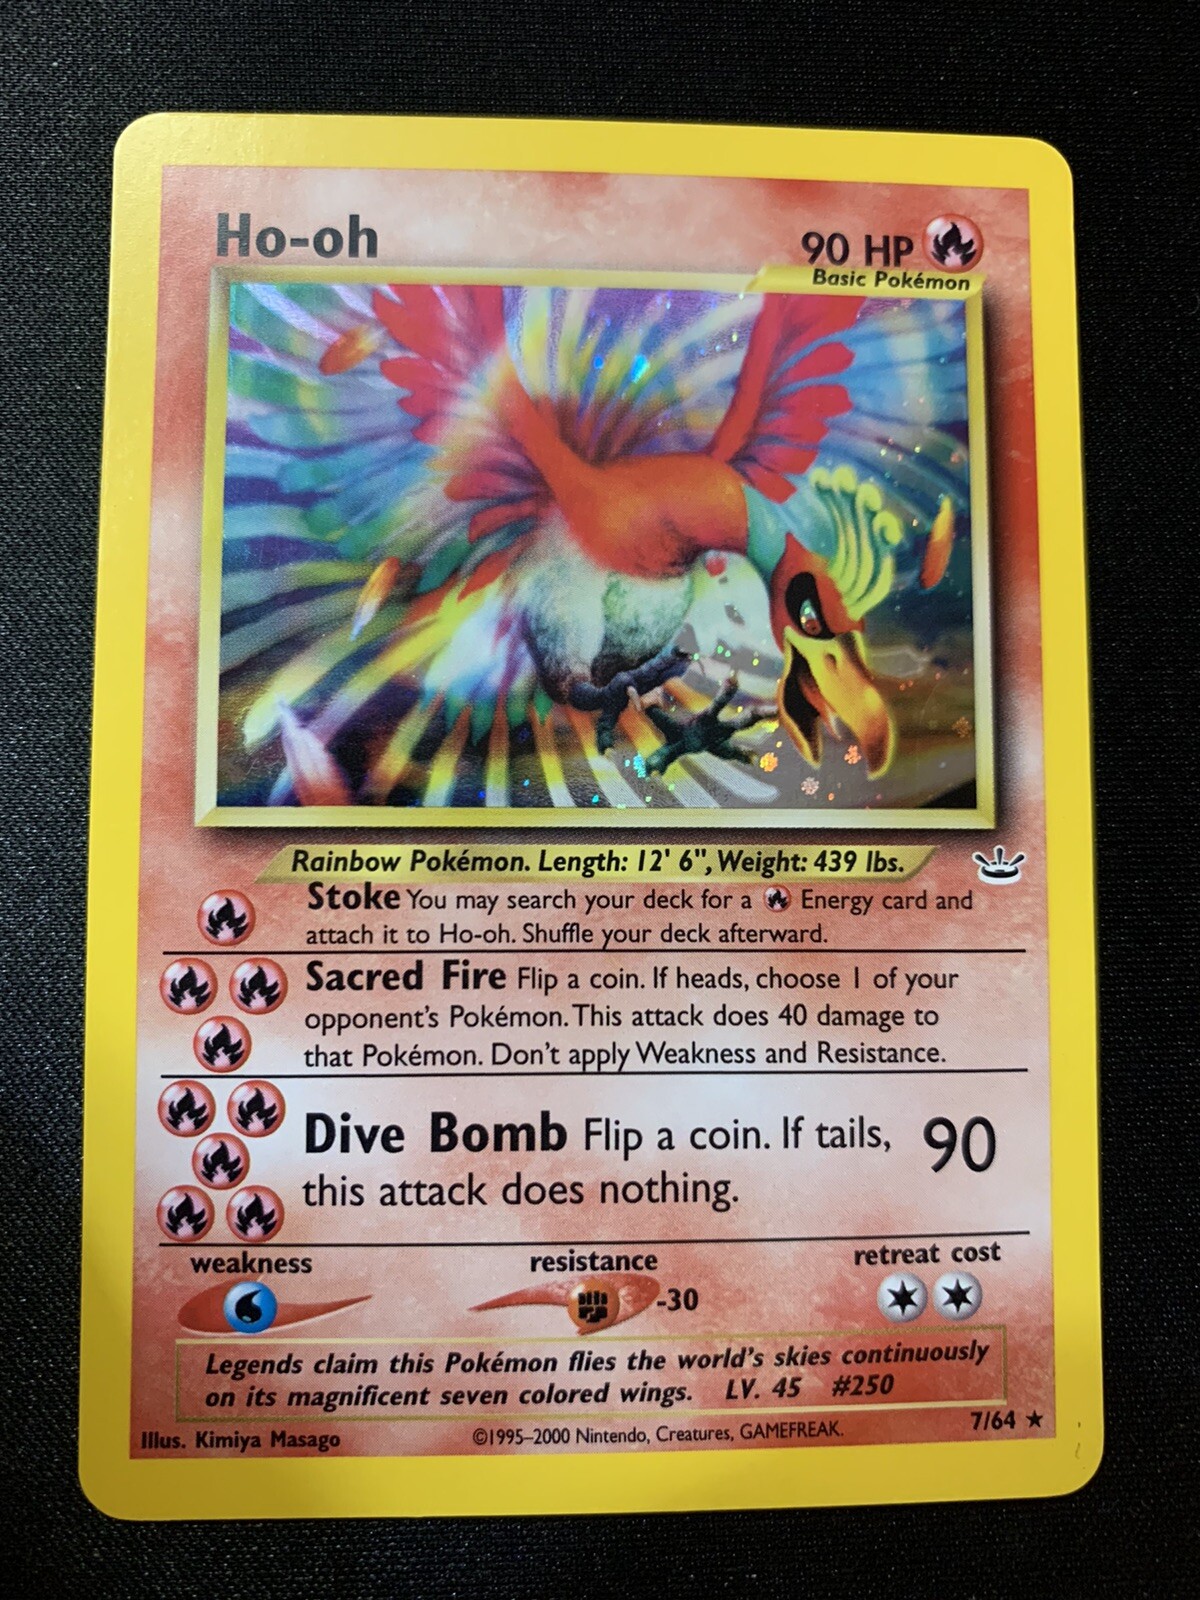 Ho-oh
90 HP
Basic Pokémon
Rainbow Pokémon. Length: 12' 6", Weight: 439 lbs.
Stoke You may search your deck for a Energy card and
attach it to Ho-oh. Shuffle your deck afterward.
Sacred Fire Flip a coin. If heads, choose 1 of your
opponent's Pokémon. This attack does 40 damage to
that Pokémon. Don't apply Weakness and Resistance.
Dive Bomb Flip a coin. If tails, 90
this attack does nothing.
weakness resistance retreat cost
-30
Legends claim this Pokémon flies the world's skies continuously
on its magnificent seven colored wings. LV. 45 #250
7/64 ★
Illus. Kimiya Masago ©1995–2000 Nintendo, Creatures, GAMEFREAK.